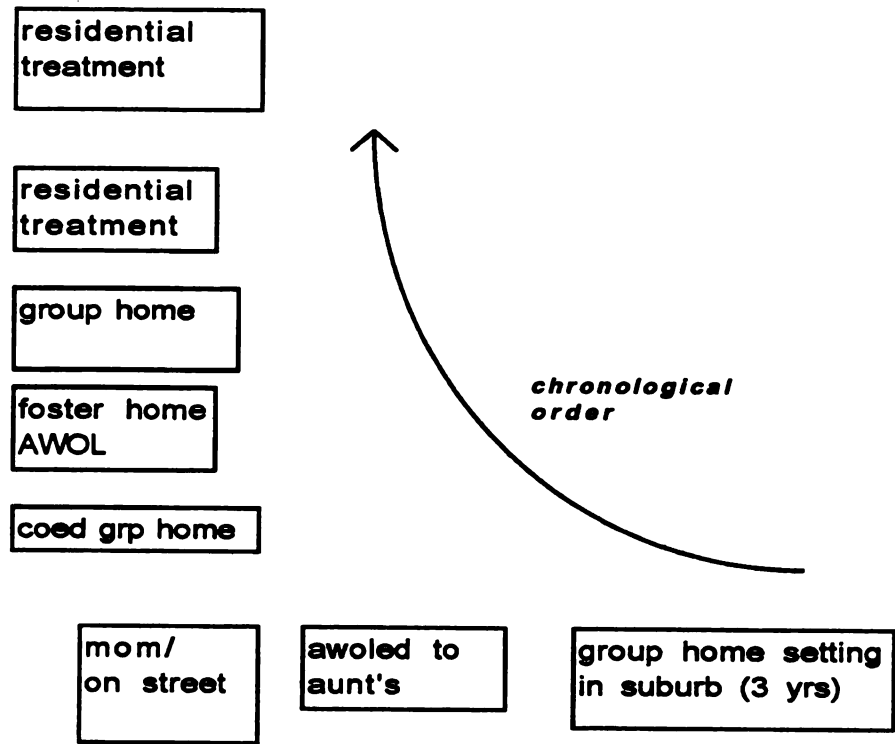 residential
treatment
residential
treatment
group home
foster home
AWOL
chronological
order
coed grp home
mom/
on street
awoled to
aunt's
group home setting
in suburb (3 yrs)